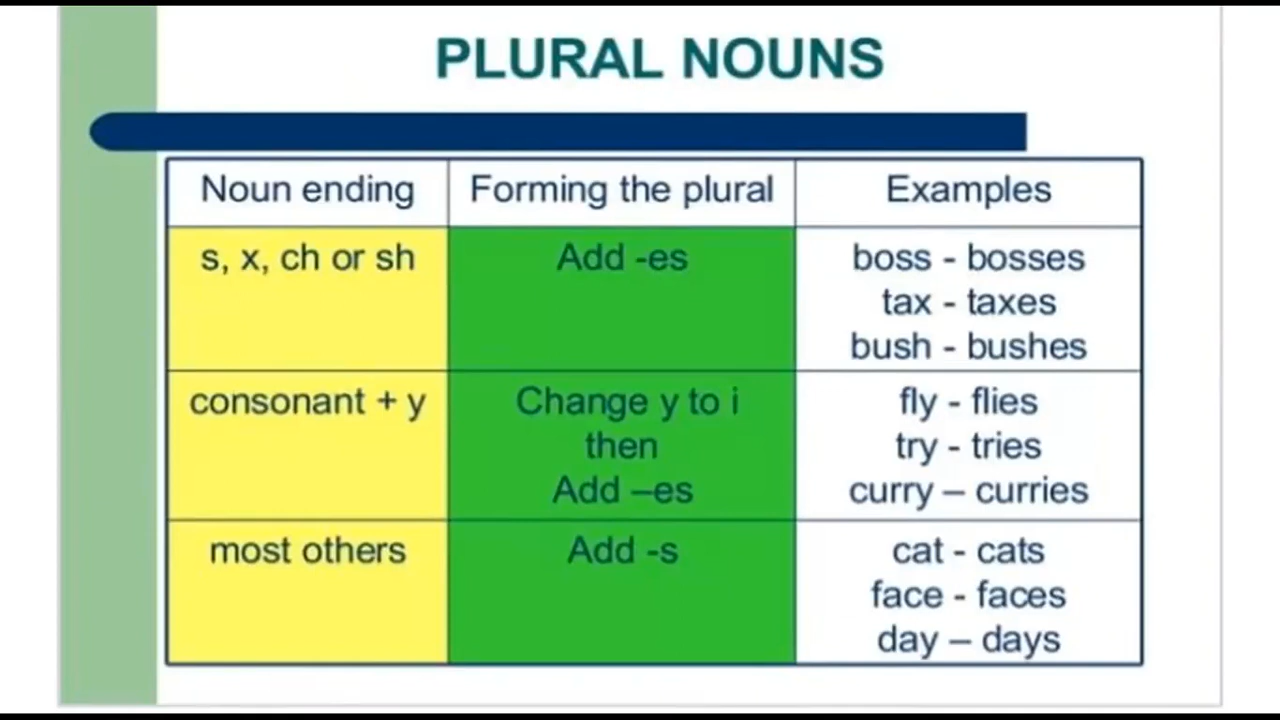 PLURAL NOUNS
Noun ending
Forming the plural
Examples
s, x, ch or sh
Add -es
boss - bosses
tax - taxes
bush - bushes
consonant + y
Change y to i
then
Add –es
fly - flies
try - tries
curry – curries
most others
Add -s
cat - cats
face - faces
day – days